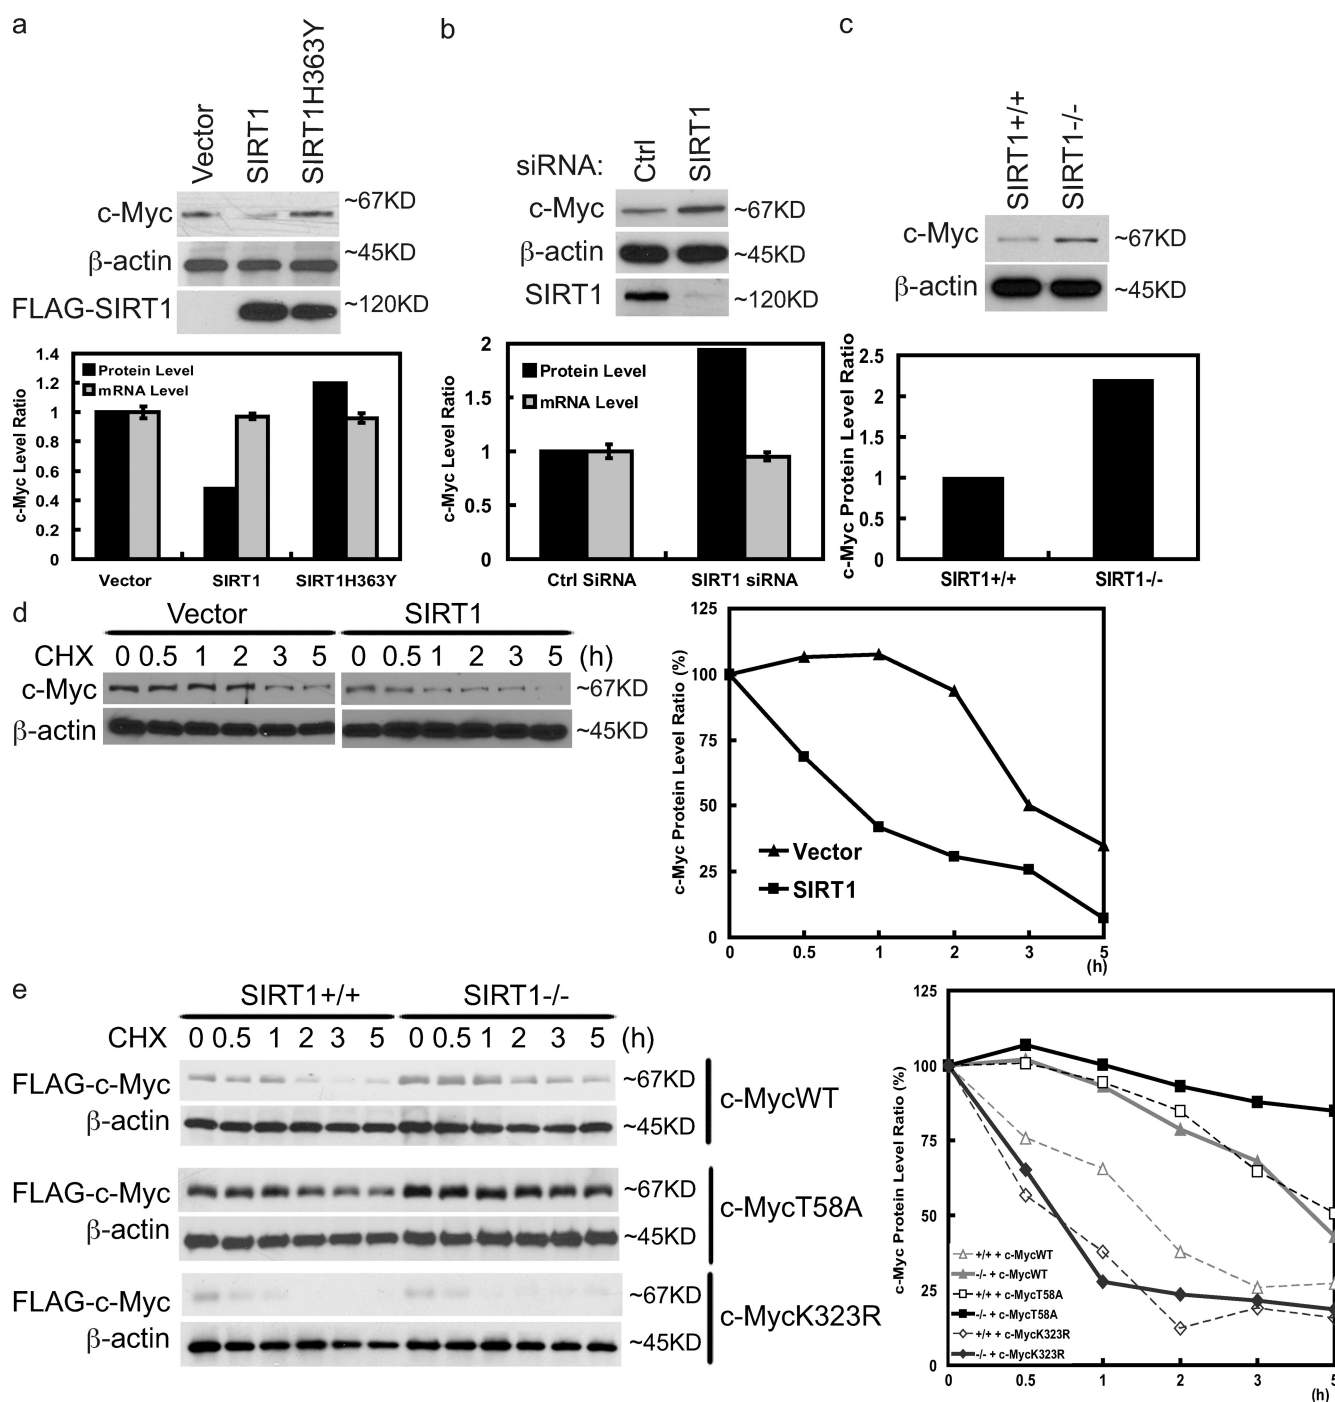 a
Vector
SIRT1
SIRT1H363Y
c-Myc
~67KD
β-actin
~45KD
FLAG-SIRT1
~120KD
c-Myc Level Ratio
1.4
1.2
1
0.8
0.6
0.4
0.2
0
Protein Level
mRNA Level
Vector SIRT1 SIRT1H363Y
b
siRNA: Ctrl SIRT1
c-Myc
~67KD
β-actin
~45KD
SIRT1
~120KD
c-Myc Level Ratio
2
1.5
1
0.5
0
Protein Level
mRNA Level
Ctrl SiRNA SIRT1 siRNA
c
SIRT1+/+
SIRT1-/-
c-Myc
~67KD
β-actin
~45KD
c-Myc Protein Level Ratio
2.5
2
1.5
1
0.5
0
SIRT1+/+ SIRT1-/-
d
Vector SIRT1
CHX 0 0.5 1 2 3 5 0 0.5 1 2 3 5 (h)
c-Myc
~67KD
β-actin
~45KD
c-Myc Protein Level Ratio (%)
125
100
75
50
25
0
Vector
SIRT1
0 0.5 1 2 3 5
(h)
e
SIRT1+/+ SIRT1-/-
CHX 0 0.5 1 2 3 5 0 0.5 1 2 3 5 (h)
FLAG-c-Myc
~67KD
β-actin
~45KD
c-MycWT
FLAG-c-Myc
~67KD
β-actin
~45KD
c-MycT58A
FLAG-c-Myc
~67KD
β-actin
~45KD
c-MycK323R
c-Myc Protein Level Ratio (%)
125
100
75
50
25
0
+/+ + c-MycWT
-/- + c-MycWT
+/+ + c-MycT58A
-/- + c-MycT58A
+/+ + c-MycK323R
-/- + c-MycK323R
0 0.5 1 2 3 5
(h)